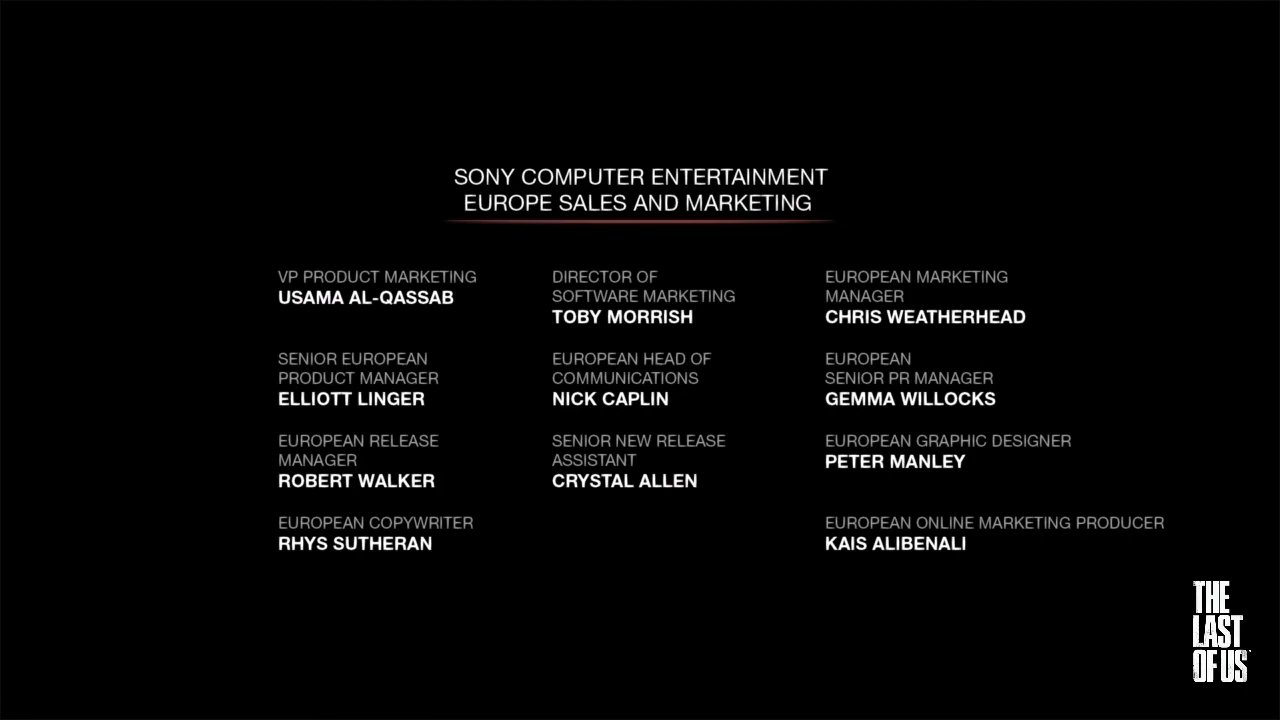 SONY COMPUTER ENTERTAINMENT
EUROPE SALES AND MARKETING
VP PRODUCT MARKETING
USAMA AL-QASSAB
DIRECTOR OF
SOFTWARE MARKETING
TOBY MORRISH
EUROPEAN MARKETING
MANAGER
CHRIS WEATHERHEAD
SENIOR EUROPEAN
PRODUCT MANAGER
ELLIOTT LINGER
EUROPEAN HEAD OF
COMMUNICATIONS
NICK CAPLIN
EUROPEAN
SENIOR PR MANAGER
GEMMA WILLOCKS
EUROPEAN RELEASE
MANAGER
ROBERT WALKER
SENIOR NEW RELEASE
ASSISTANT
CRYSTAL ALLEN
EUROPEAN GRAPHIC DESIGNER
PETER MANLEY
EUROPEAN COPYWRITER
RHYS SUTHERAN
EUROPEAN ONLINE MARKETING PRODUCER
KAIS ALIBENALI
THE
LAST
OF US